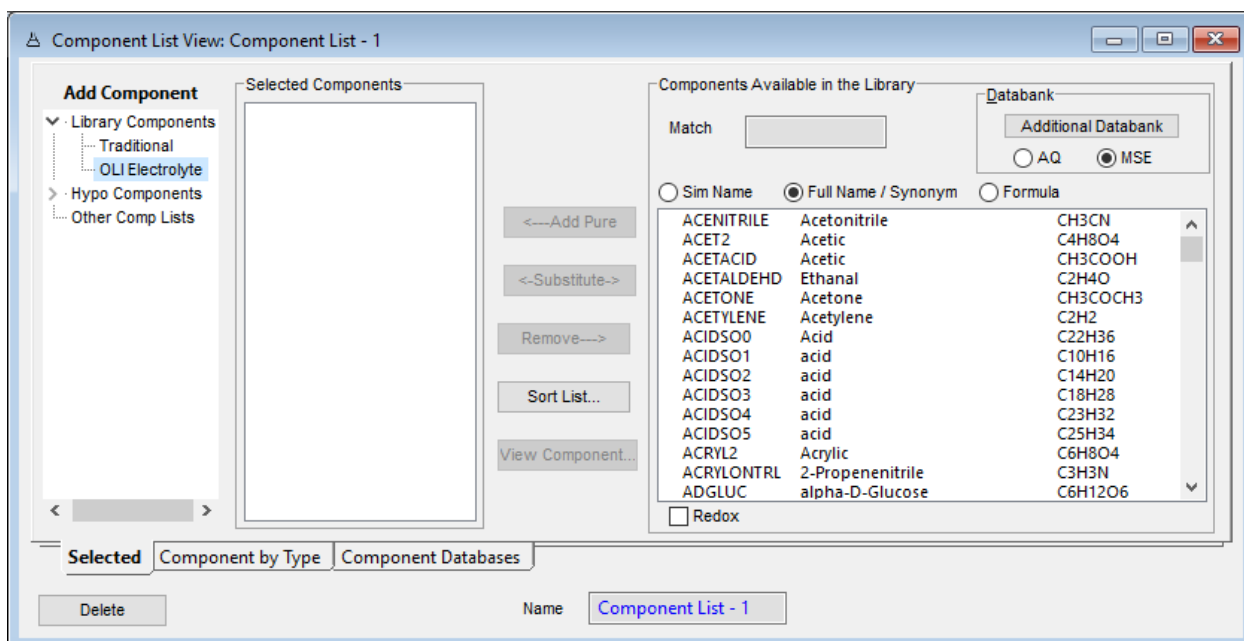 Component List View: Component List - 1
Add Component
Library Components
Traditional
OLI Electrolyte
Hypo Components
Other Comp Lists
Selected Components
<---Add Pure
<-Substitute->
Remove--->
Sort List...
View Component...
Components Available in the Library
Match
Databank
Additional Databank
AQ MSE
Sim Name Full Name / Synonym Formula
ACENITRILE Acetonitrile CH3CN
ACET2 Acetic C4H8O4
ACETACID Acetic CH3COOH
ACETALDEHD Ethanal C2H4O
ACETONE Acetone CH3COCH3
ACETYLENE Acetylene C2H2
ACIDSO0 Acid C22H36
ACIDSO1 acid C10H16
ACIDSO2 acid C14H20
ACIDSO3 acid C18H28
ACIDSO4 acid C23H32
ACIDSO5 acid C25H34
ACRYL2 Acrylic C6H8O4
ACRYLONTRL 2-Propenenitrile C3H3N
ADGLUC alpha-D-Glucose C6H12O6
Redox
Selected Component by Type Component Databases
Delete
Name Component List - 1